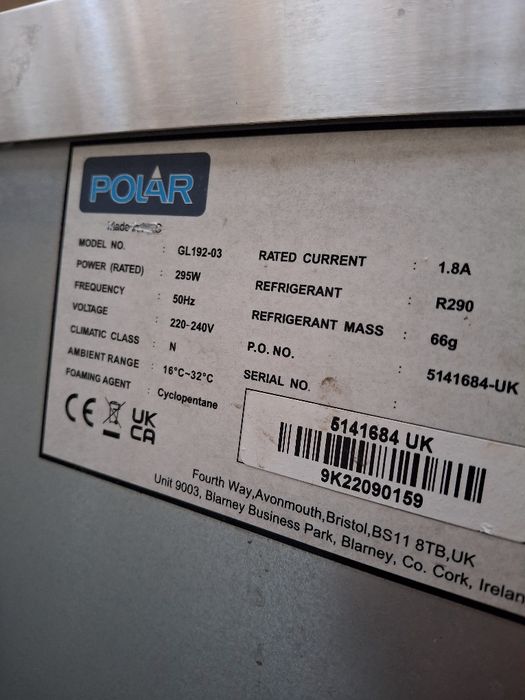 POLAR
Made
MODEL NO. : GL192-03
POWER (RATED) : 295W
FREQUENCY : 50Hz
VOLTAGE : 220-240V
CLIMATIC CLASS : N
AMBIENT RANGE : 16°C~32°C
FOAMING AGENT : Cyclopentane
RATED CURRENT : 1.8A
REFRIGERANT : R290
REFRIGERANT MASS : 66g
P.O. NO. : 5141684-UK
SERIAL NO. :
CE UK
CA
5141684 UK
9K22090159
Fourth Way,Avonmouth,Bristol,BS11 8TB,UK
Unit 9003, Blarney Business Park, Blarney, Co. Cork, Irelan